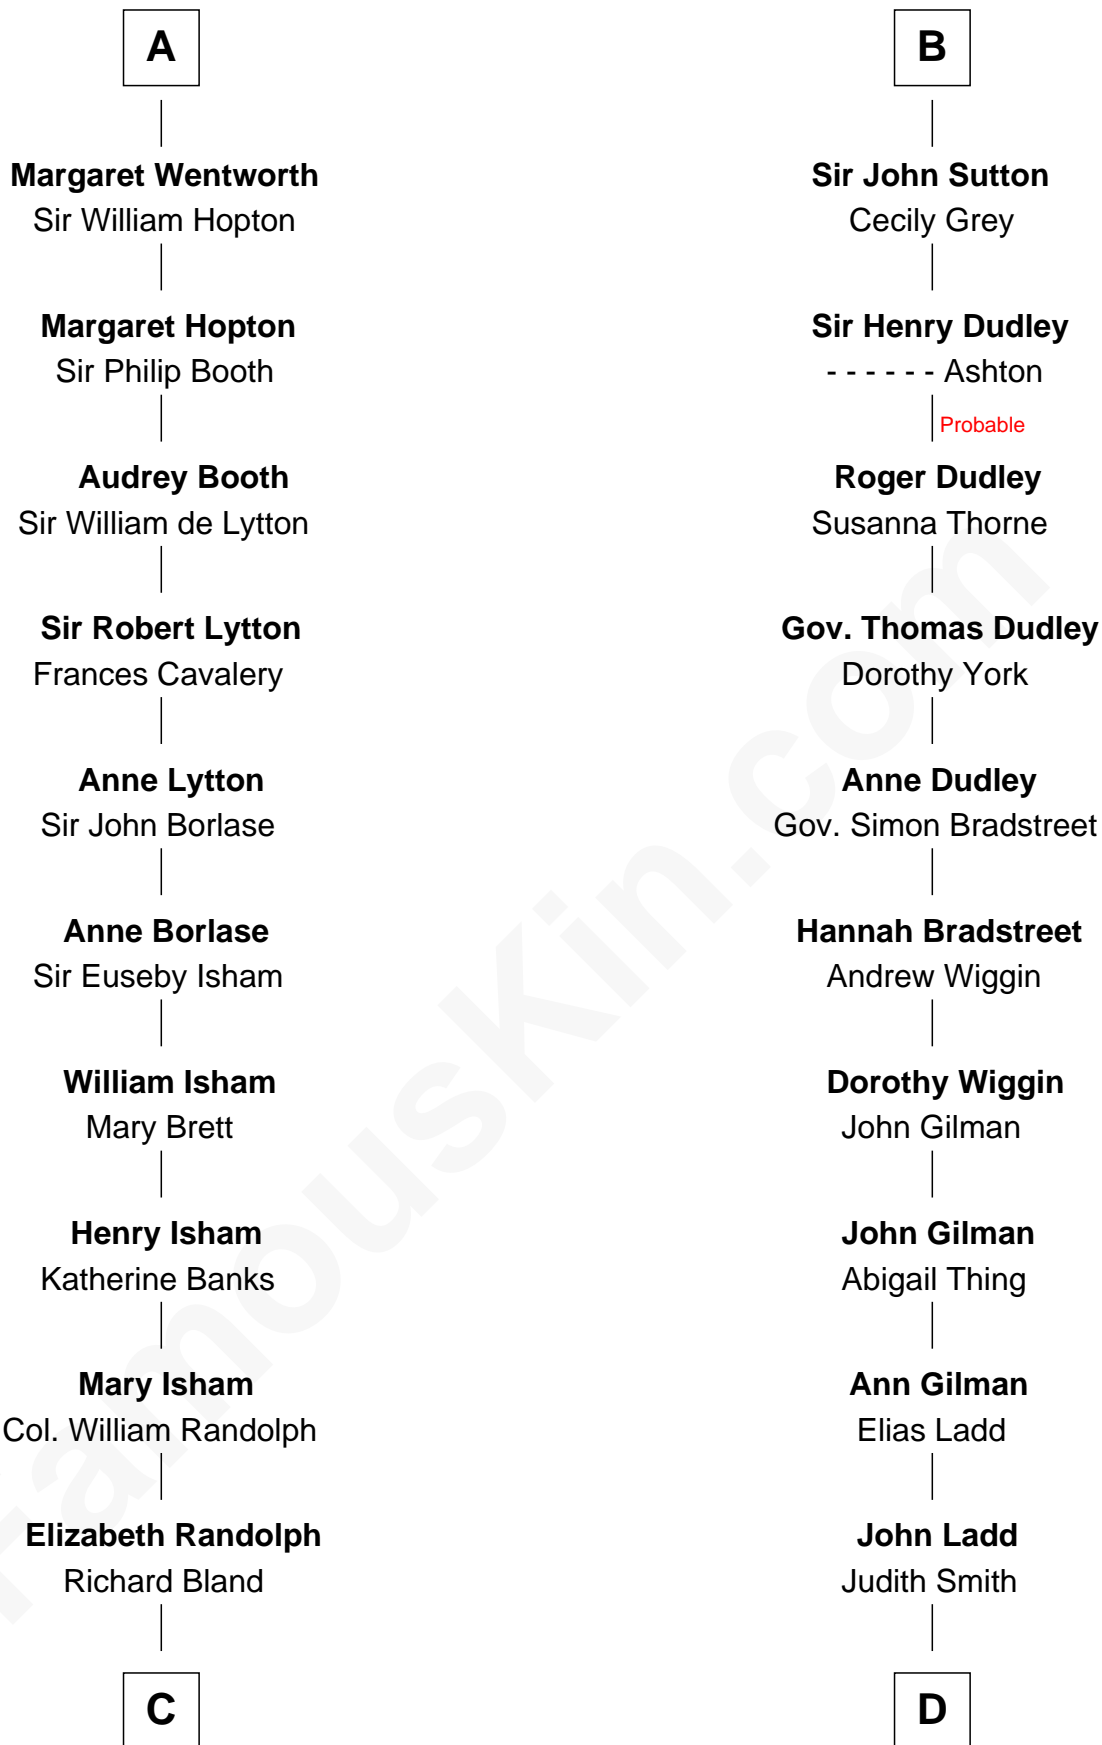 A
Margaret Wentworth
Sir William Hopton
Margaret Hopton
Sir Philip Booth
Audrey Booth
Sir William de Lytton
Sir Robert Lytton
Frances Cavalery
Anne Lytton
Sir John Borlase
Anne Borlase
Sir Euseby Isham
William Isham
Mary Brett
Henry Isham
Katherine Banks
Mary Isham
Col. William Randolph
Elizabeth Randolph
Richard Bland
C
B
Sir John Sutton
Cecily Grey
Sir Henry Dudley
- - - - - - Ashton
Probable
Roger Dudley
Susanna Thorne
Gov. Thomas Dudley
Dorothy York
Anne Dudley
Gov. Simon Bradstreet
Hannah Bradstreet
Andrew Wiggin
Dorothy Wiggin
John Gilman
John Gilman
Abigail Thing
Ann Gilman
Elias Ladd
John Ladd
Judith Smith
D
FamousKin.com